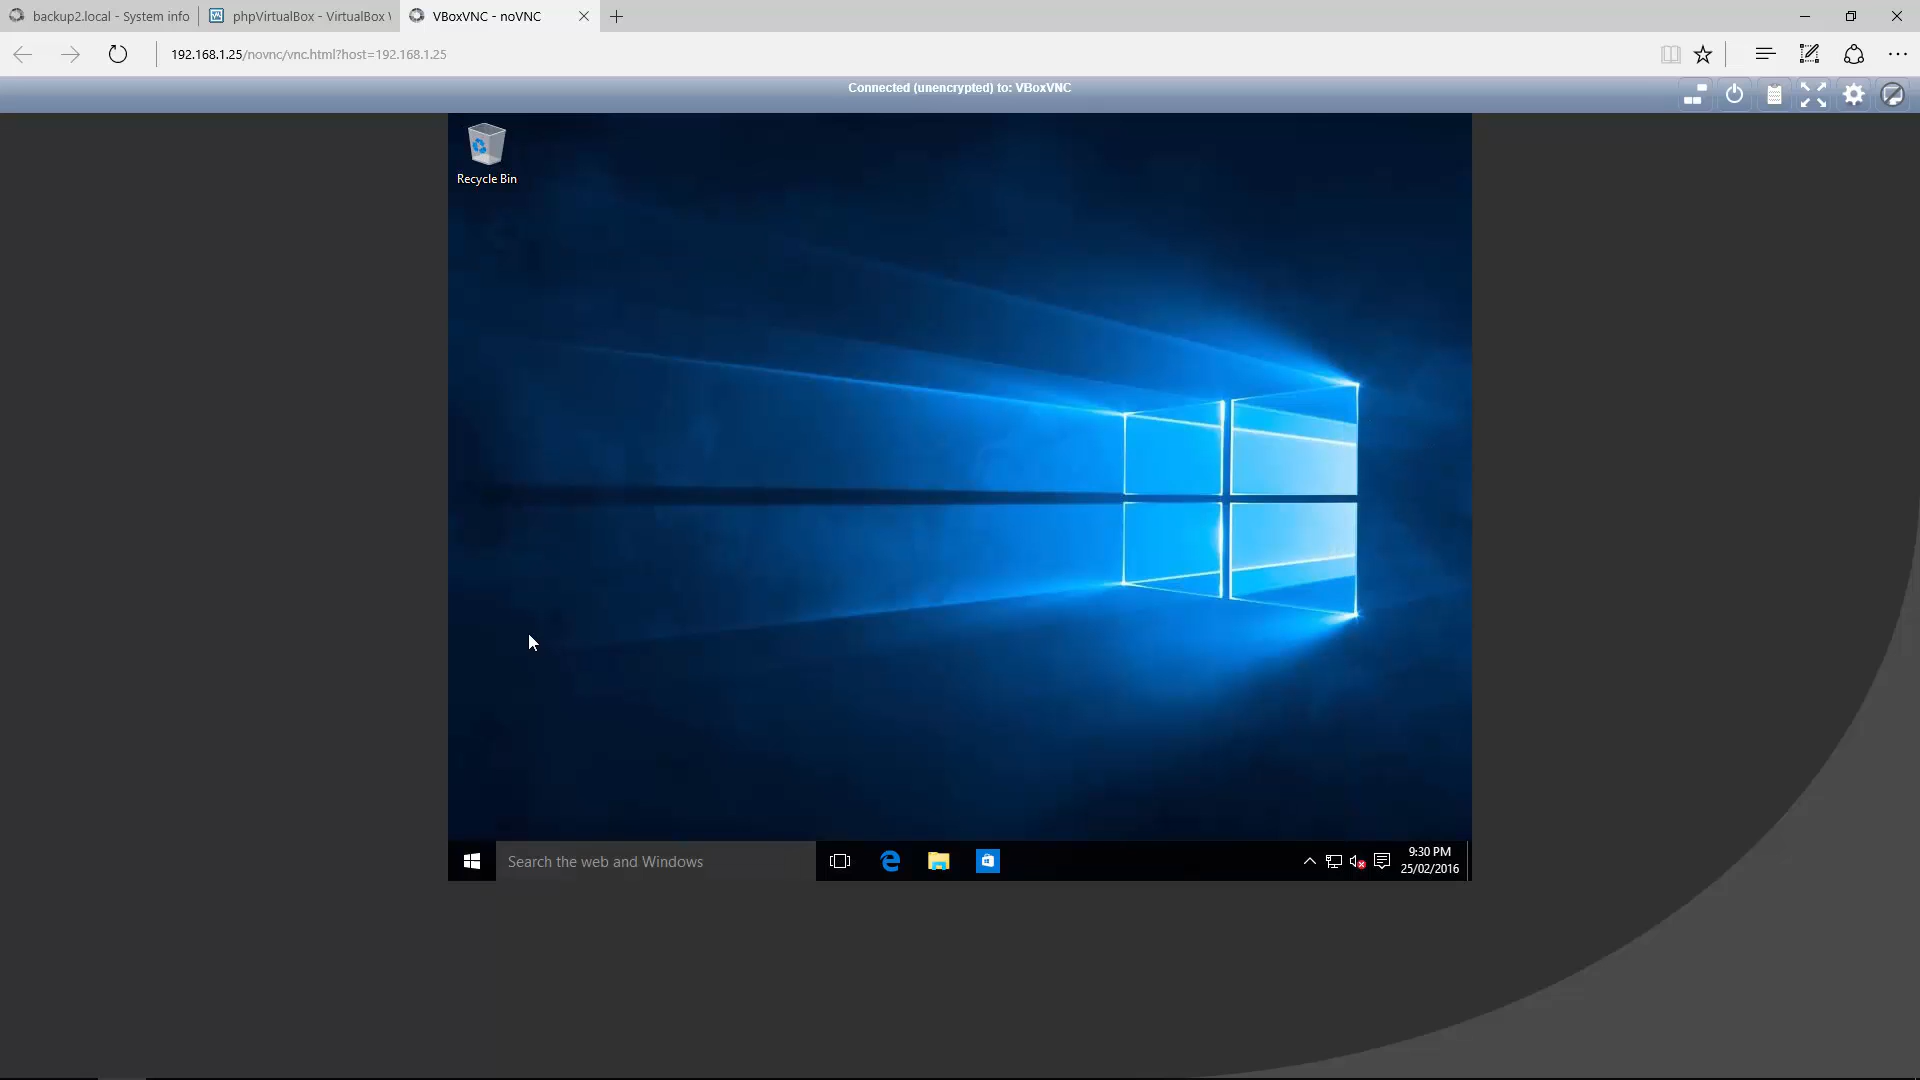 backup2.local - System info
phpVirtualBox - VirtualBox
VBoxVNC - noVNC
192.168.1.25/novnc/vnc.html?host=192.168.1.25
Connected (unencrypted) to: VBoxVNC
Recycle Bin
Search the web and Windows
9:30 PM
25/02/2016